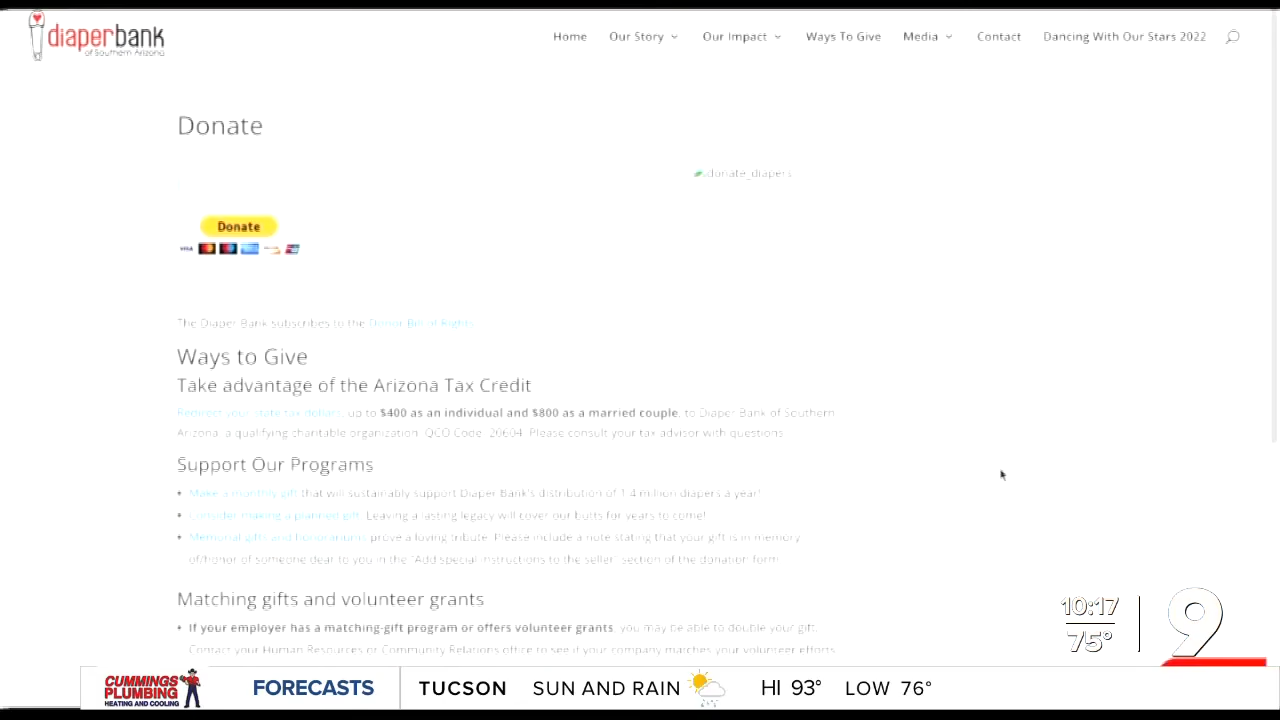 diaperbank
of Southern Arizona
Home Our Story Our Impact Ways To Give Media Contact Dancing With Our Stars 2022
Donate
donate_diapers
Donate
VISA
The Diaper Bank subscribes to the Donor Bill of Rights.
Ways to Give
Take advantage of the Arizona Tax Credit
Redirect your state tax dollars, up to $400 as an individual and $800 as a married couple, to Diaper Bank of Southern
Arizona, a qualifying charitable organization. QCO Code: 20604. Please consult your tax advisor with questions.
Support Our Programs
• Make a monthly gift that will sustainably support Diaper Bank's distribution of 1.4 million diapers a year!
• Consider making a planned gift. Leaving a lasting legacy will cover our butts for years to come!
• Memorial gifts and honorariums prove a loving tribute. Please include a note stating that your gift is in memory
of/honor of someone dear to you in the "Add special instructions to the seller" section of the donation form.
Matching gifts and volunteer grants
• If your employer has a matching-gift program or offers volunteer grants, you may be able to double your gift.
Contact your Human Resources or Community Relations office to see if your company matches your volunteer efforts
10:17
75°
9
CUMMINGS
PLUMBING
HEATING AND COOLING
FORECASTS TUCSON SUN AND RAIN HI 93° LOW 76°